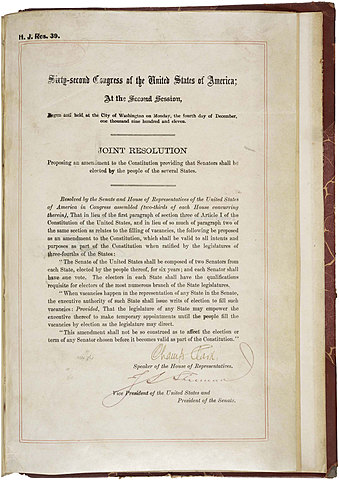 H. J. Res. 39.
Sixty-second Congress of the United States of America;
At the Second Session,
Begun and held at the City of Washington on Monday, the fourth day of December,
one thousand nine hundred and eleven.
JOINT RESOLUTION
Proposing an amendment to the Constitution providing that Senators shall be
elected by the people of the several States.
Resolved by the Senate and House of Representatives of the United States
of America in Congress assembled (two-thirds of each House concurring
therein), That in lieu of the first paragraph of section three of Article I of the
Constitution of the United States, and in lieu of so much of paragraph two of
the same section as relates to the filling of vacancies, the following be proposed
as an amendment to the Constitution, which shall be valid to all intents and
purposes as part of the Constitution when ratified by the legislatures of
three-fourths of the States:
"The Senate of the United States shall be composed of two Senators
from each State, elected by the people thereof, for six years; and each Senator
shall have one vote. The electors in each State shall have the qualifications
requisite for electors of the most numerous branch of the State legislatures.
"When vacancies happen in the representation of any State in the Senate,
the executive authority of such State shall issue writs of election to fill such
vacancies: Provided, That the legislature of any State may empower the
executive thereof to make temporary appointments until the people fill the
vacancies by election as the legislature may direct.
"This amendment shall not be so construed as to affect the election or
term of any Senator chosen before it becomes valid as part of the Constitution."
Champ Clark
Speaker of the House of Representatives.
Vice President of the United States and
President of the Senate.